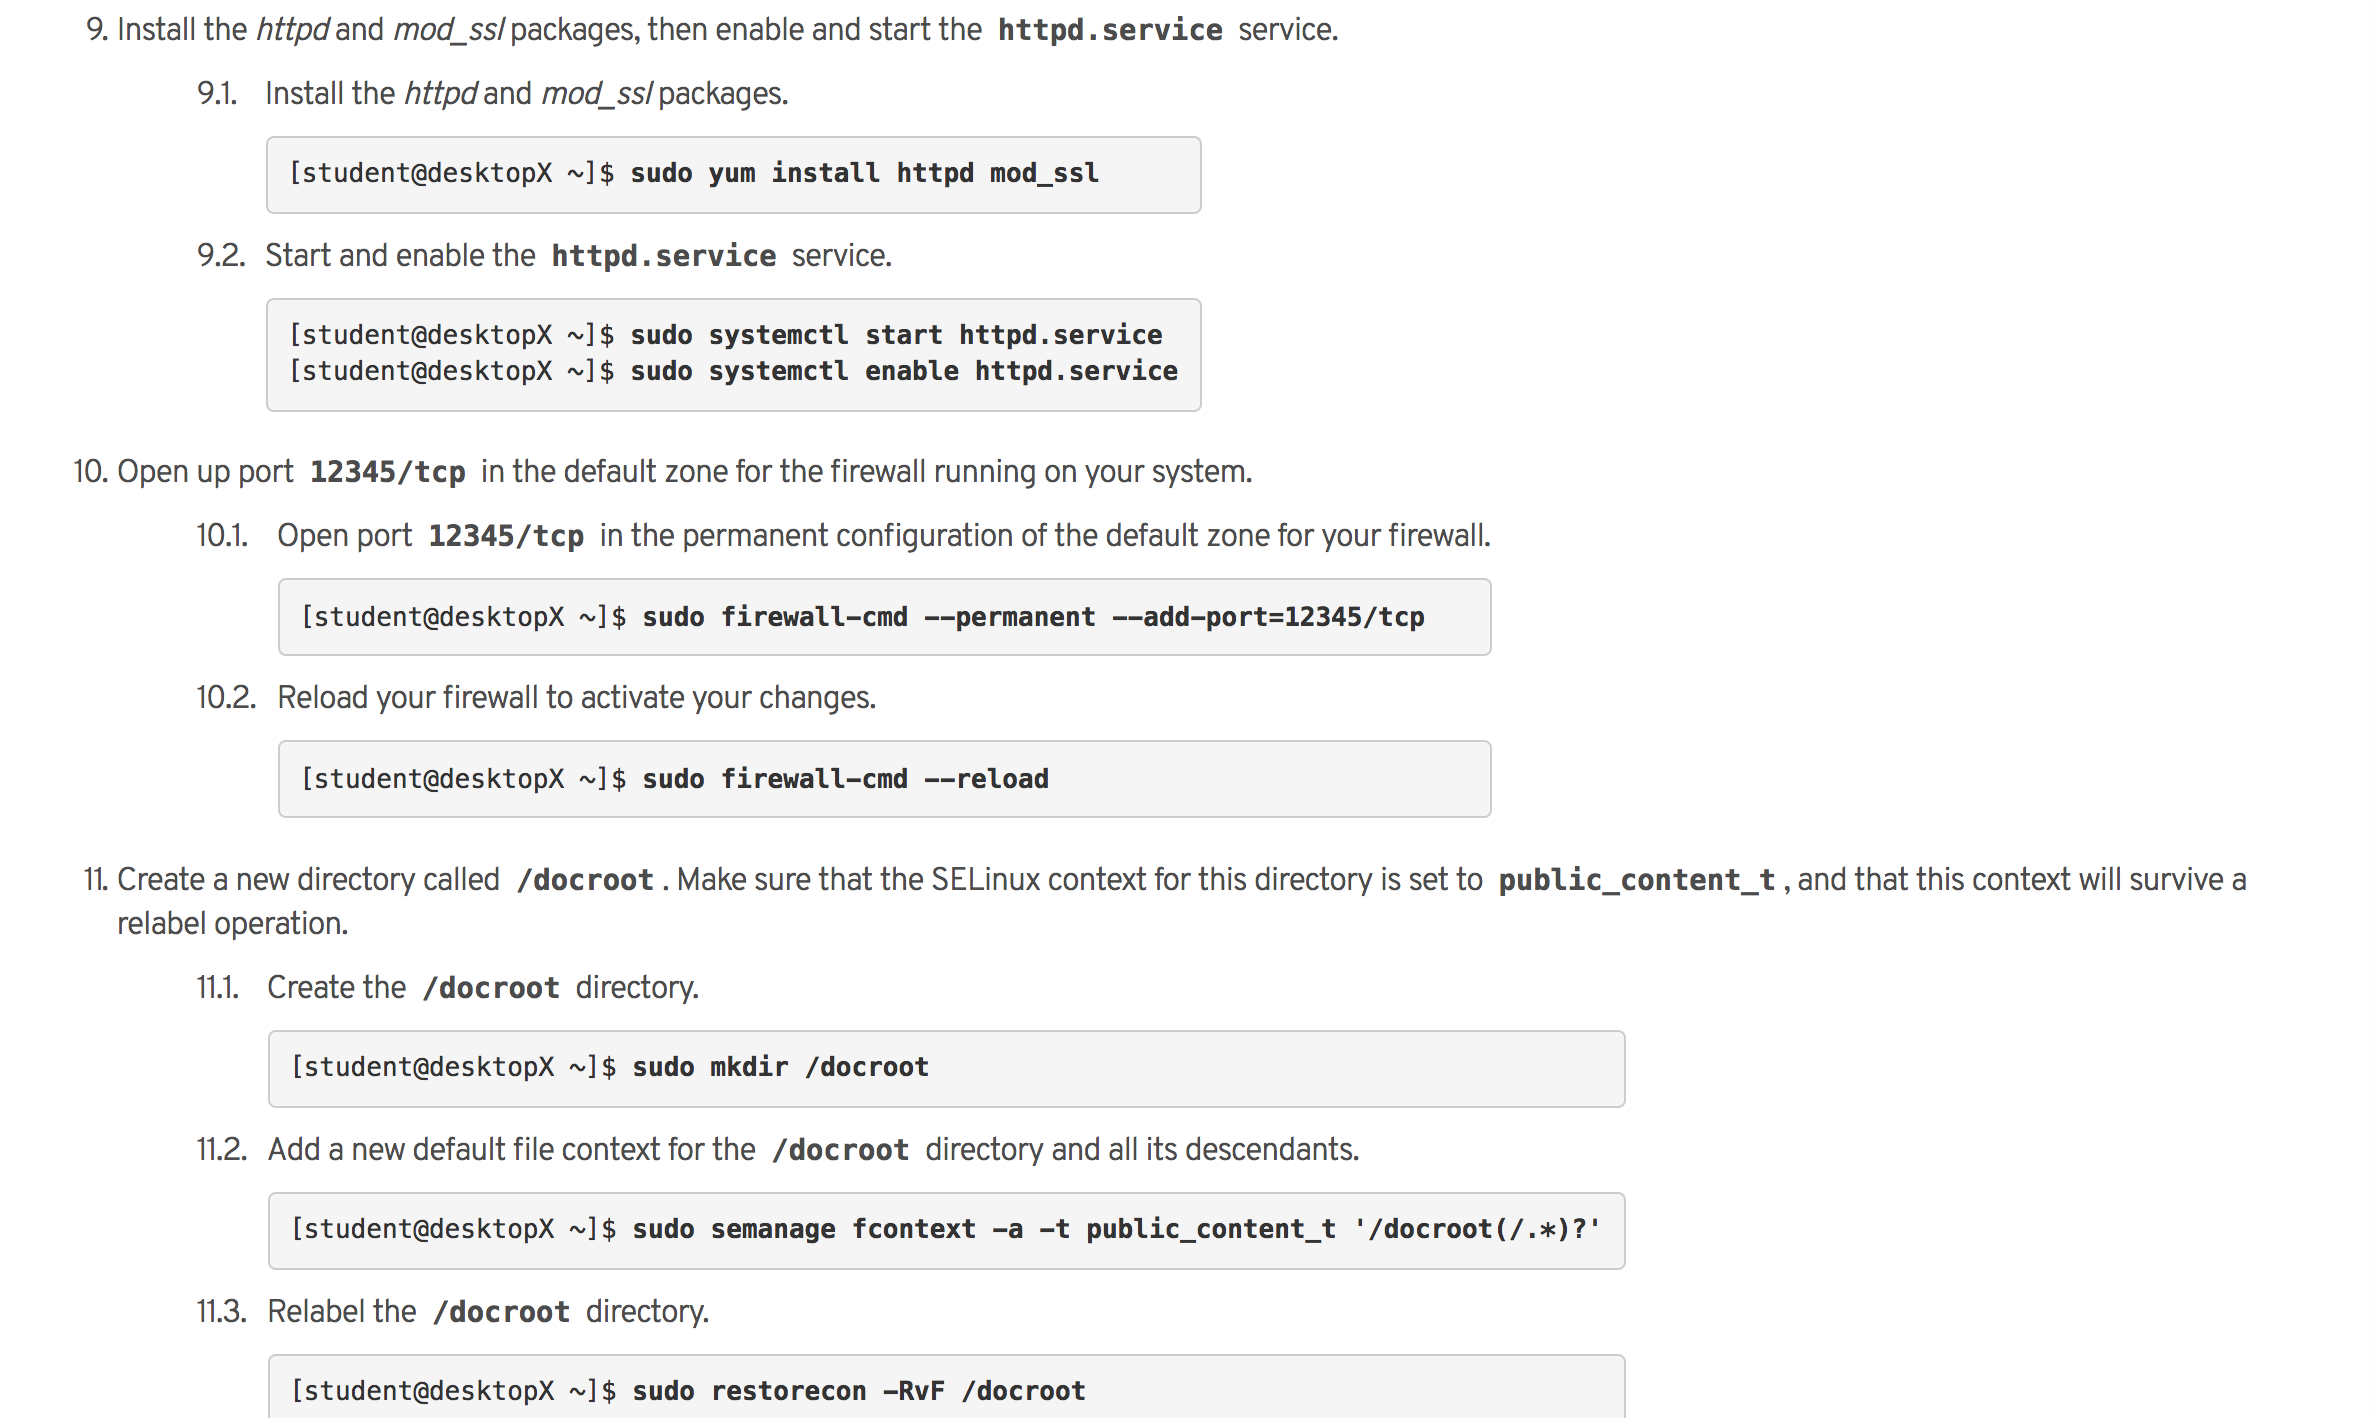 9. Install the httpd and mod_ssl packages, then enable and start the httpd.service service.
9.1. Install the httpd and mod_ssl packages.
[student@desktopX ~]$ sudo yum install httpd mod_ssl
9.2. Start and enable the httpd.service service.
[student@desktopX ~]$ sudo systemctl start httpd.service
[student@desktopX ~]$ sudo systemctl enable httpd.service
10. Open up port 12345/tcp in the default zone for the firewall running on your system.
10.1. Open port 12345/tcp in the permanent configuration of the default zone for your firewall.
[student@desktopX ~]$ sudo firewall-cmd --permanent --add-port=12345/tcp
10.2. Reload your firewall to activate your changes.
[student@desktopX ~]$ sudo firewall-cmd --reload
11. Create a new directory called /docroot. Make sure that the SELinux context for this directory is set to public_content_t, and that this context will survive a
relabel operation.
11.1. Create the /docroot directory.
[student@desktopX ~]$ sudo mkdir /docroot
11.2. Add a new default file context for the /docroot directory and all its descendants.
[student@desktopX ~]$ sudo semanage fcontext -a -t public_content_t '/docroot(/.*)?'
11.3. Relabel the /docroot directory.
[student@desktopX ~]$ sudo restorecon -RvF /docroot